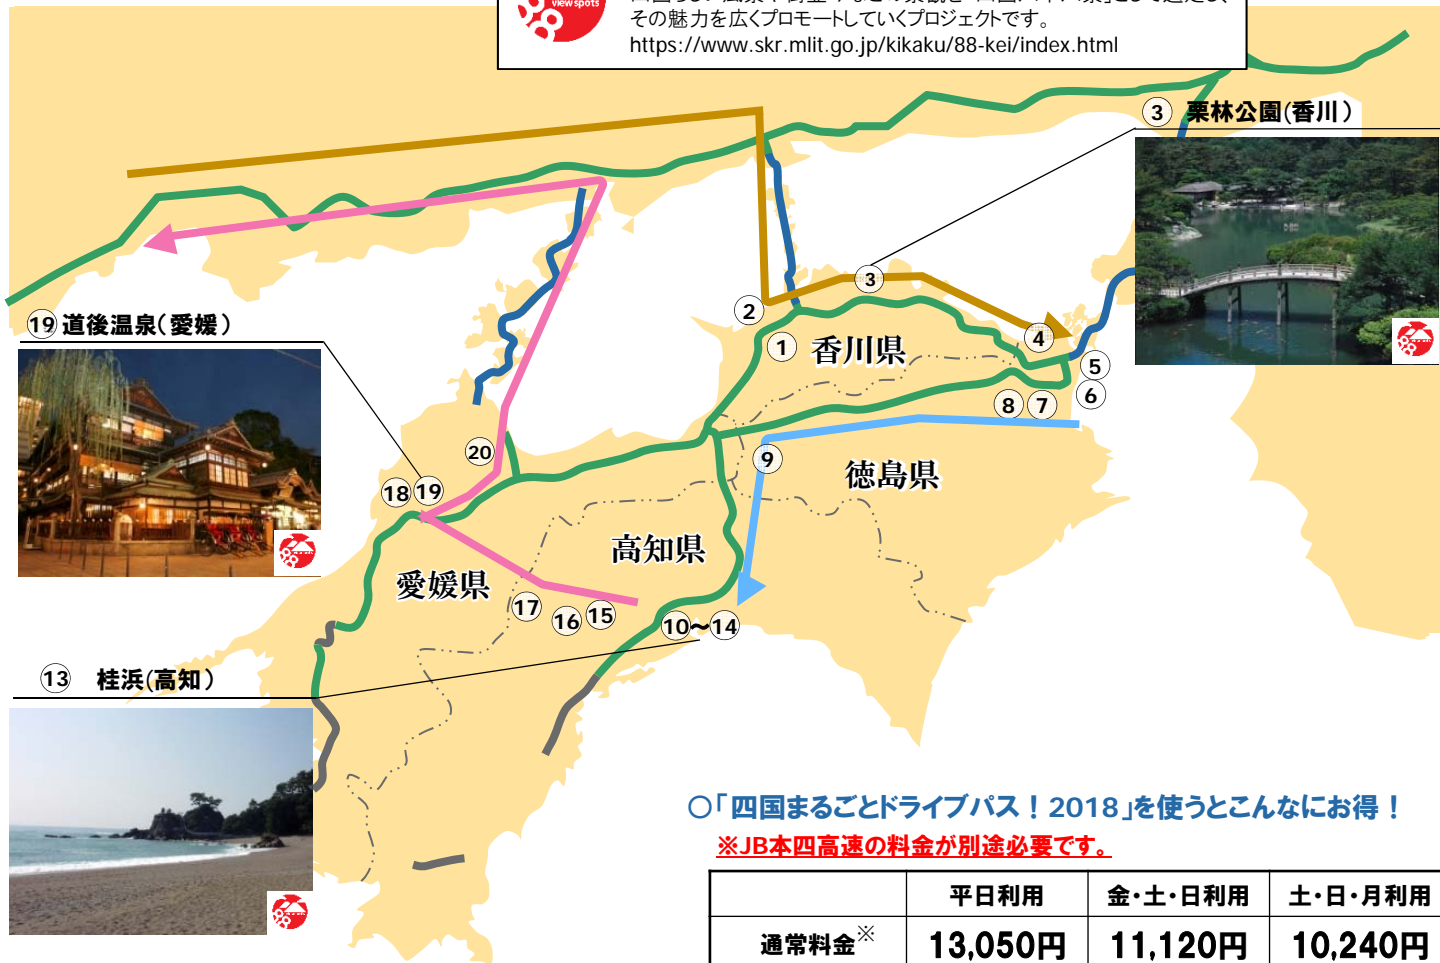 view spots
その魅力を広くプロモートしていくプロジェクトです。
https://www.skr.mlit.go.jp/kikaku/88-kei/index.html
③ 栗林公園(香川)
③
②
① 香川県
④
⑤
⑥
⑧ ⑦
⑲ 道後温泉(愛媛)
⑳
⑱ ⑲
⑨
徳島県
高知県
愛媛県
⑰ ⑯ ⑮
⑩~⑭
⑬ 桂浜(高知)
○「四国まるごとドライブパス!2018」を使うとこんなにお得!
※JB本四高速の料金が別途必要です。
平日利用 金・土・日利用 土・日・月利用
通常料金※ 13,050円 11,120円 10,240円